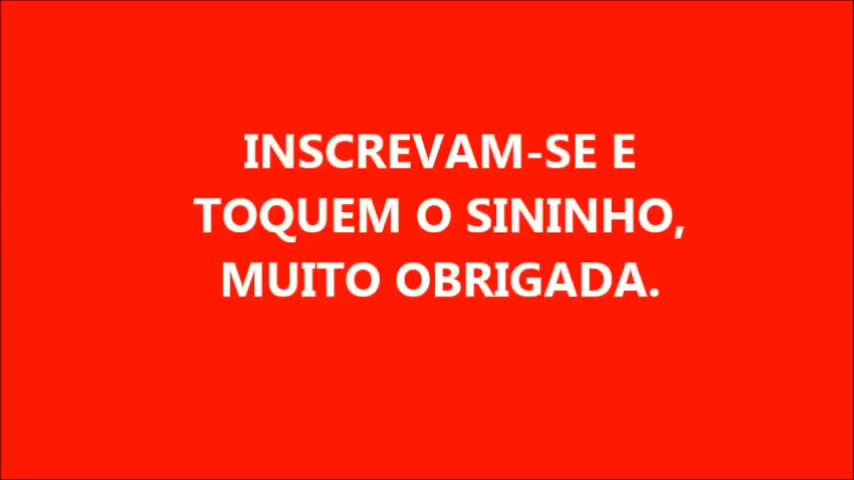 INSCREVAM-SE E
TOQUEM O SININHO,
MUITO OBRIGADA.